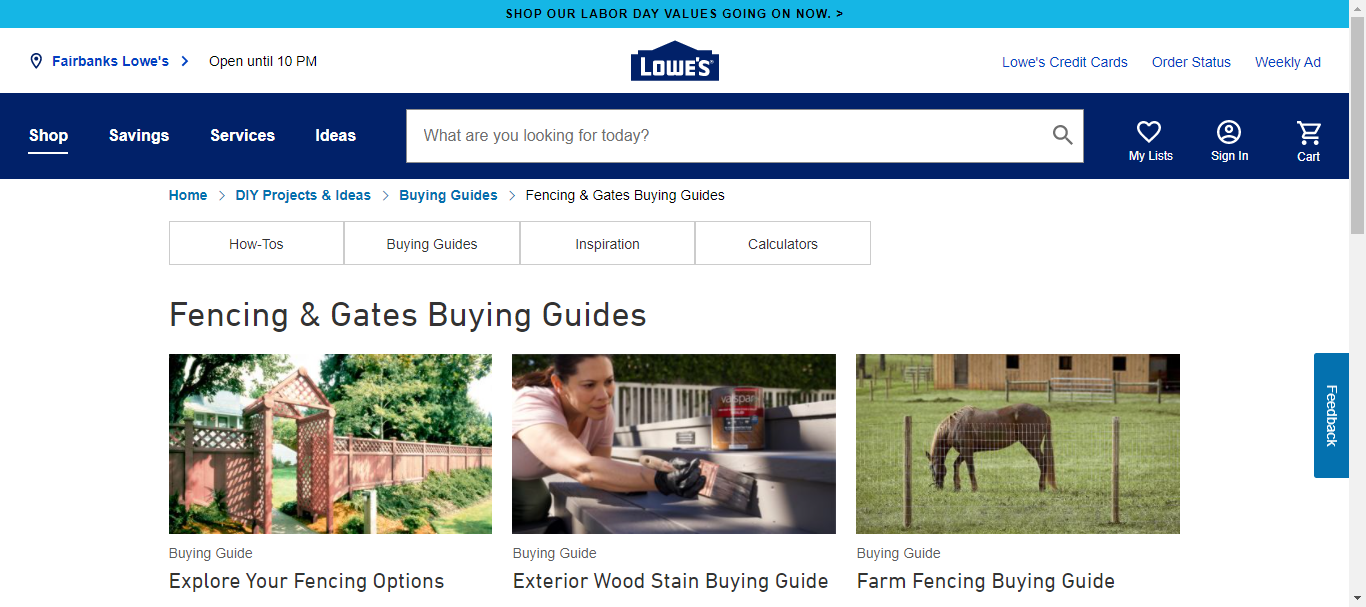 SHOP OUR LABOR DAY VALUES GOING ON NOW. >
Fairbanks Lowe's
Open until 10 PM
LOWE'S
Lowe's Credit Cards
Order Status
Weekly Ad
Shop
Savings
Services
Ideas
What are you looking for today?
My Lists
Sign In
Cart
Home
DIY Projects & Ideas
Buying Guides
Fencing & Gates Buying Guides
How-Tos
Buying Guides
Inspiration
Calculators
Fencing & Gates Buying Guides
valspar
Feedback
Buying Guide
Explore Your Fencing Options
Buying Guide
Exterior Wood Stain Buying Guide
Buying Guide
Farm Fencing Buying Guide